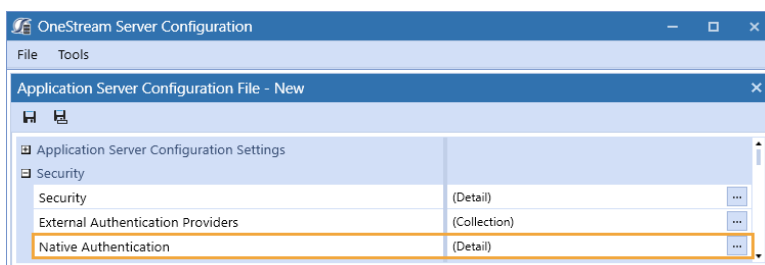 OneStream Server Configuration
File Tools
Application Server Configuration File - New
Application Server Configuration Settings
Security
Security (Detail) ...
External Authentication Providers (Collection) ...
Native Authentication (Detail) ...